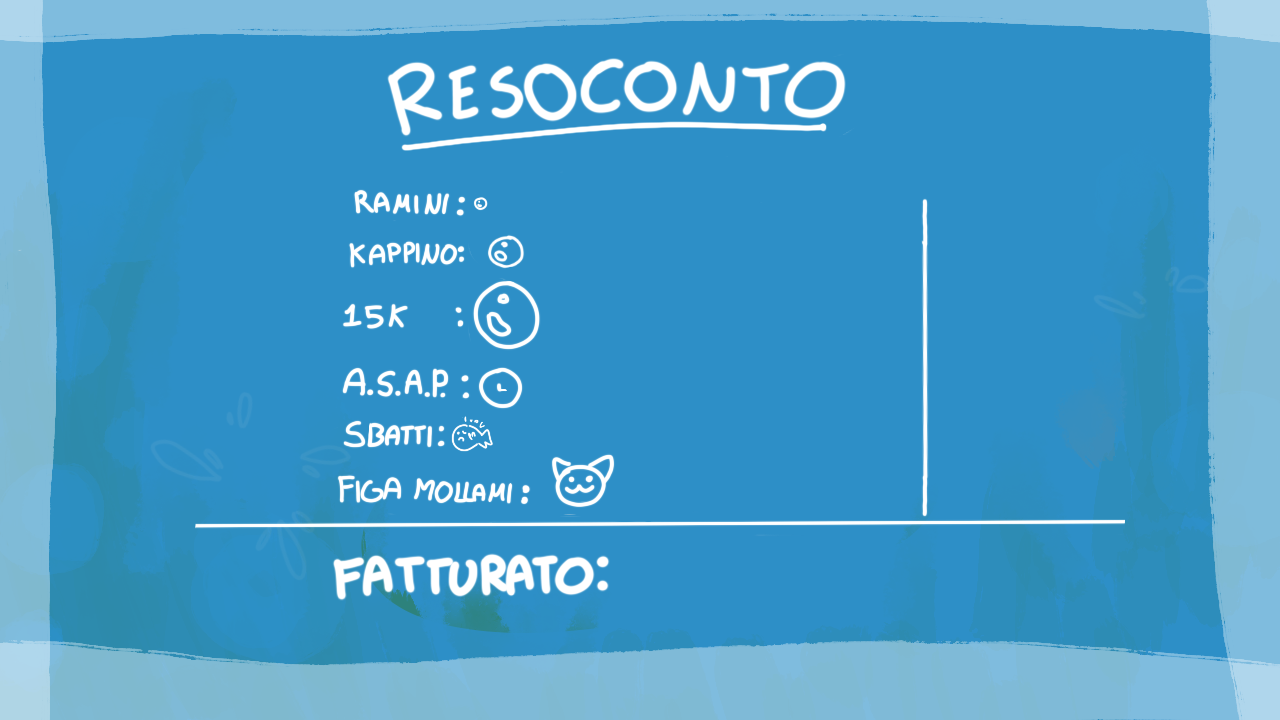 RESOCONTO
RAMINI:
KAPPINO:
15K :
A.S.A.P. :
SBATTI:
FIGA MOLLAMI :
FATTURATO: